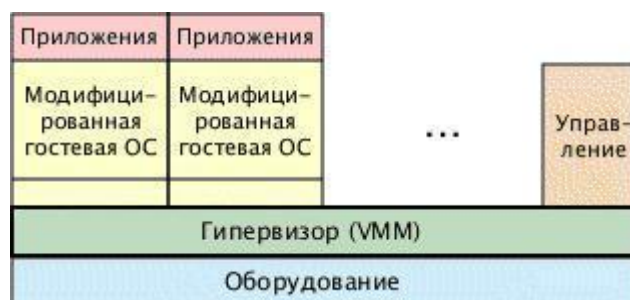 Приложения
Приложения
Модифици-
рованная
гостевая ОС
Модифици-
рованная
гостевая ОС
...
Управ-
ление
Гипервизор (VMM)
Оборудование